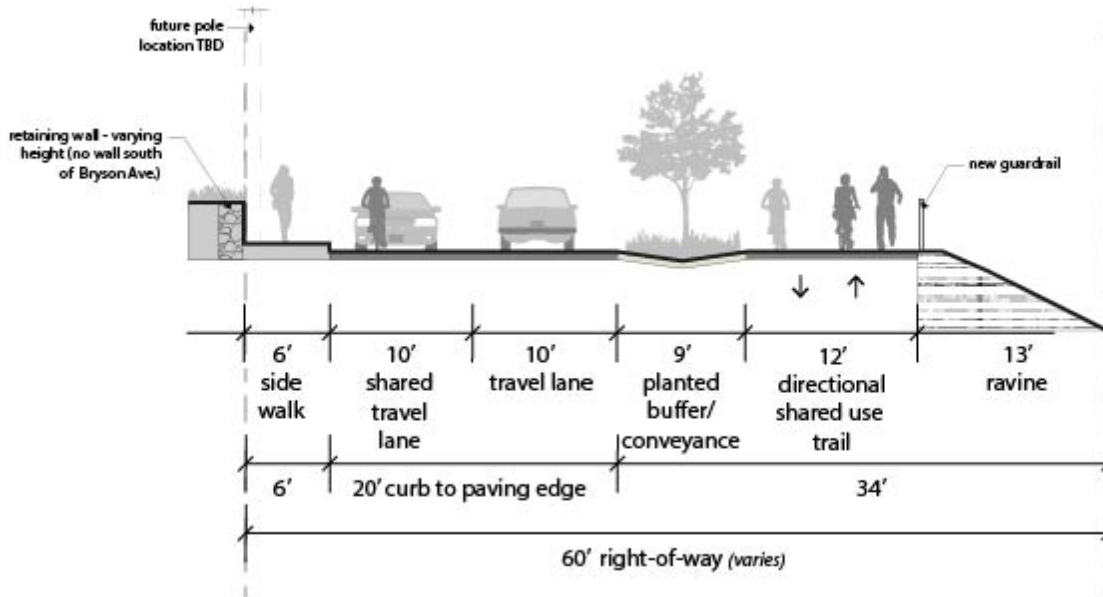 future pole
location TBD
retaining wall - varying
height (no wall south
of Bryson Ave.)
new guardrail
6’
side
walk
10’
shared
travel
lane
10’
travel lane
9’
planted
buffer/
conveyance
12’
directional
shared use
trail
13’
ravine
6’
20’ curb to paving edge
34’
60’ right-of-way (varies)